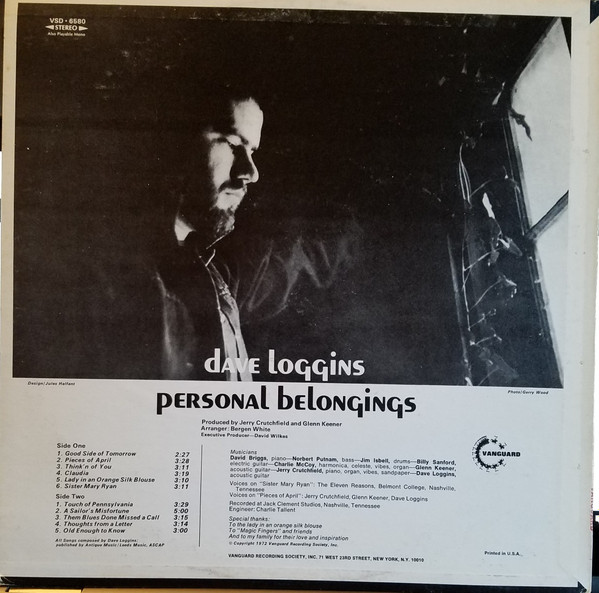 VSD - 6580
STEREO
Also Playable Mono
dave loggins
Design/Jules Halfant
Photo/Gerry Wood
personal belongings
Produced by Jerry Crutchfield and Glenn Keener
Arranger: Bergen White
Executive Producer—David Wilkes
Side One
1. Good Side of Tomorrow 2:27
2. Pieces of April 3:28
3. Think'n of You 3:11
4. Claudia 3:19
5. Lady in an Orange Silk Blouse 3:10
6. Sister Mary Ryan 3:11
Side Two
1. Touch of Pennsylvania 3:29
2. A Sailor's Misfortune 5:00
3. Them Blues Done Missed a Call 3:15
4. Thoughts from a Letter 3:14
5. Old Enough to Know 3:00
All Songs composed by Dave Loggins;
published by Antique Music/Leeds Music, ASCAP
Musicians
David Briggs, piano—Norbert Putnam, bass—Jim Isbell, drums—Billy Sanford,
electric guitar—Charlie McCoy, harmonica, celeste, vibes, organ—Glenn Keener,
acoustic guitar—Jerry Crutchfield, piano, organ, vibes, sandpaper—Dave Loggins,
acoustic guitar
Voices on "Sister Mary Ryan": The Eleven Reasons, Belmont College, Nashville,
Tennessee
Voices on "Pieces of April": Jerry Crutchfield, Glenn Keener, Dave Loggins
Recorded at Jack Clement Studios, Nashville, Tennessee
Engineer: Charlie Tallent
Special thanks:
To the lady in an orange silk blouse
To "Magic Fingers" and friends
And to my family for their love and inspiration
© Copyright 1972 Vanguard Recording Society, Inc.
VANGUARD
VANGUARD RECORDING SOCIETY, INC. 71 WEST 23RD STREET, NEW YORK, N.Y. 10010
Printed in U.S.A.